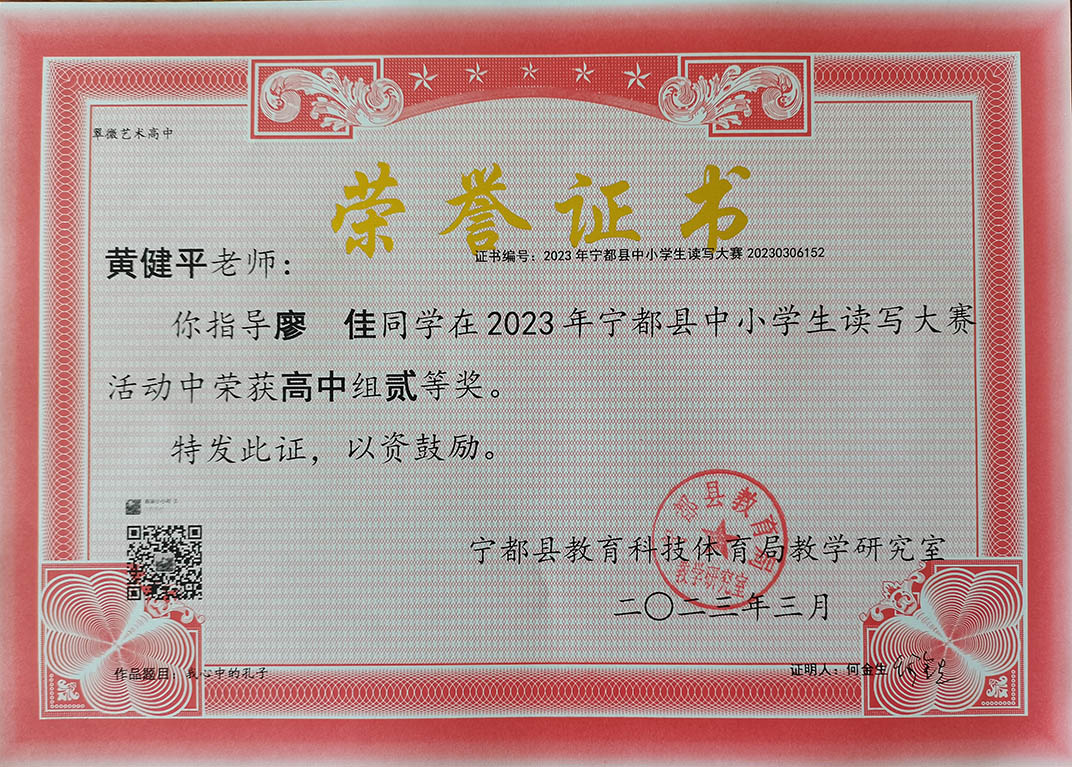 翠微艺术高中
荣誉证书
证书编号：2023年宁都县中小学生读写大赛 20230306152
黄健平老师：
你指导廖　佳同学在2023年宁都县中小学生读写大赛
活动中荣获高中组贰等奖。
特发此证，以资鼓励。
宁都县教育科技体育局教学研究室
二〇二三年三月
教学研究室
作品题目：我心中的孔子
证明人：何金生